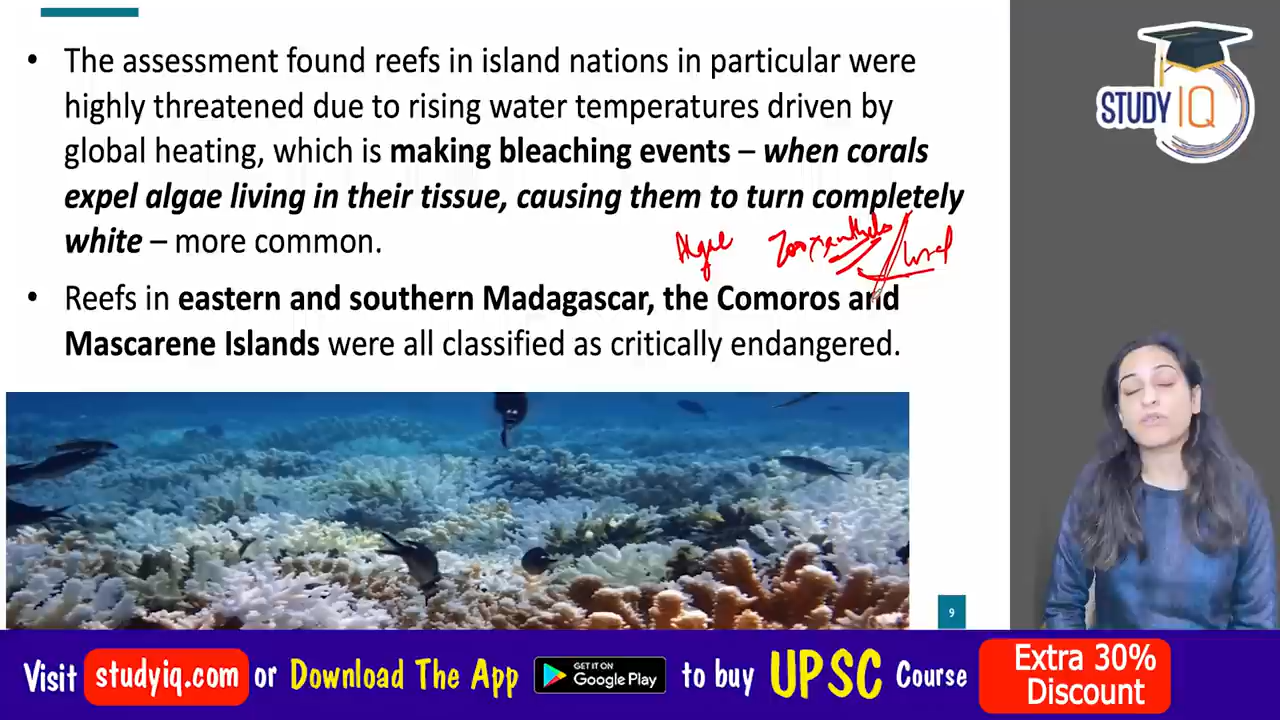 • The assessment found reefs in island nations in particular were
highly threatened due to rising water temperatures driven by
global heating, which is making bleaching events – when corals
expel algae living in their tissue, causing them to turn completely
white – more common.
Algae
• Reefs in eastern and southern Madagascar, the Comoros and
Mascarene Islands were all classified as critically endangered.
9
STUDY IQ
Visit studyiq.com or Download The App GET IT ON Google Play to buy UPSC Course
Extra 30%
Discount